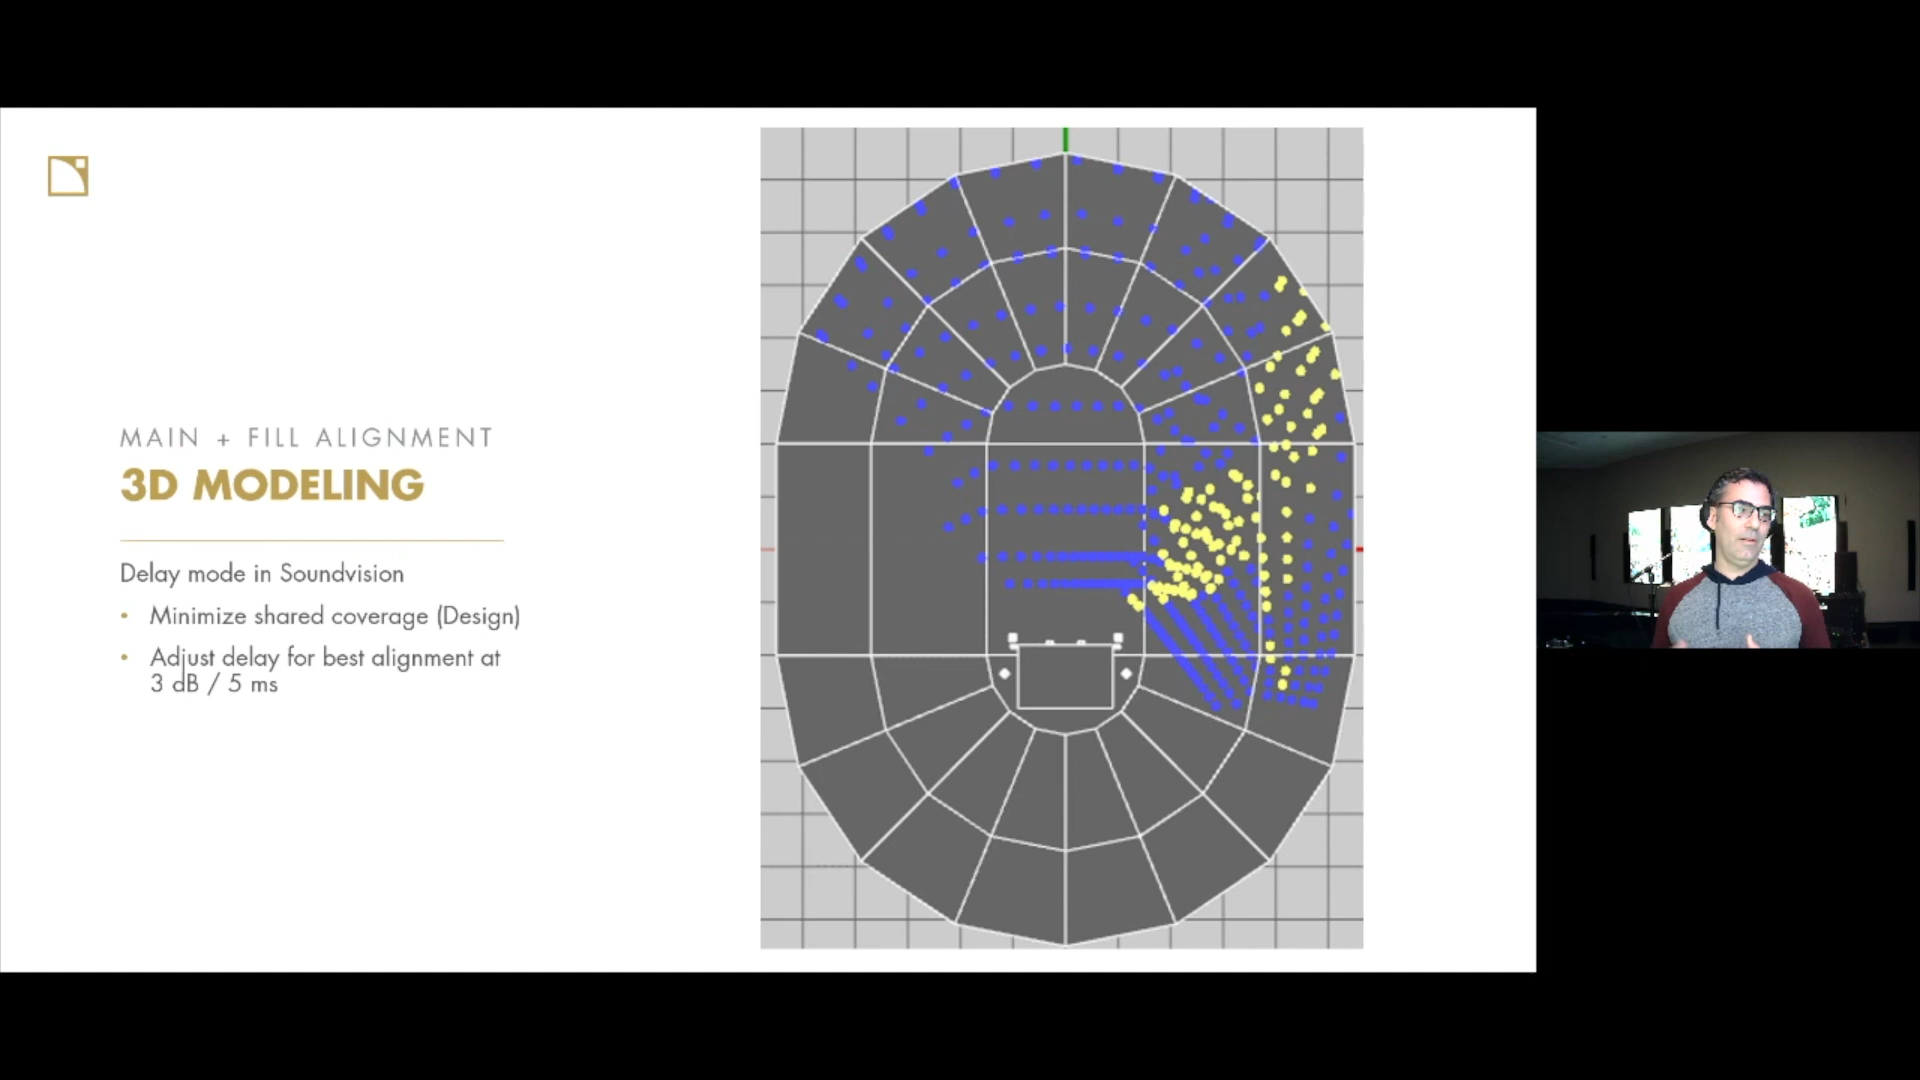 MAIN + FILL ALIGNMENT
3D MODELING
Delay mode in Soundvision
• Minimize shared coverage (Design)
• Adjust delay for best alignment at
3 dB / 5 ms